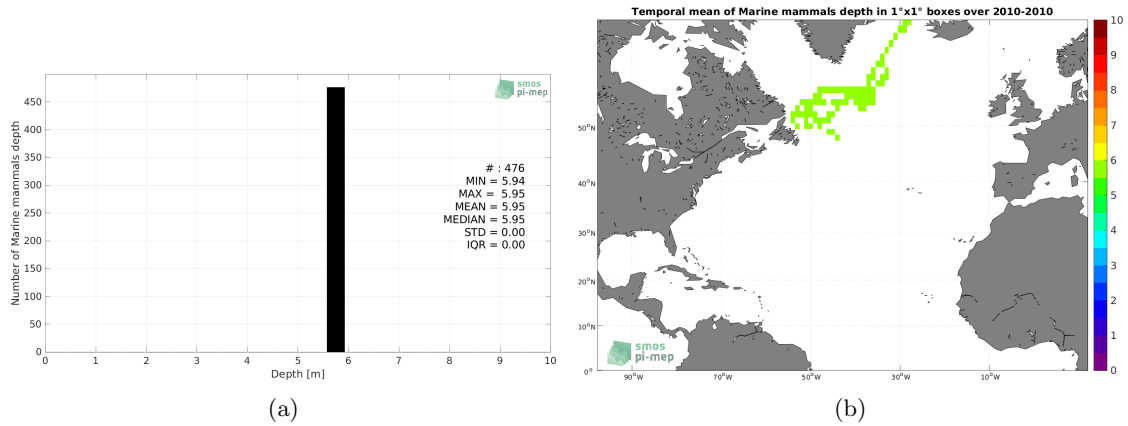 smos
pi-mep
Number of Marine mammals depth
450
400
350
300
250
200
150
100
50
0
# : 476
MIN = 5.94
MAX = 5.95
MEAN = 5.95
MEDIAN = 5.95
STD = 0.00
IQR = 0.00
0 1 2 3 4 5 6 7 8 9 10
Depth [m]
(a)
Temporal mean of Marine mammals depth in 1°x1° boxes over 2010-2010
50°N
40°N
30°N
20°N
10°N
0°
90°W 70°W 50°W 30°W 10°W
smos
pi-mep
10
9
8
7
6
5
4
3
2
1
0
(b)